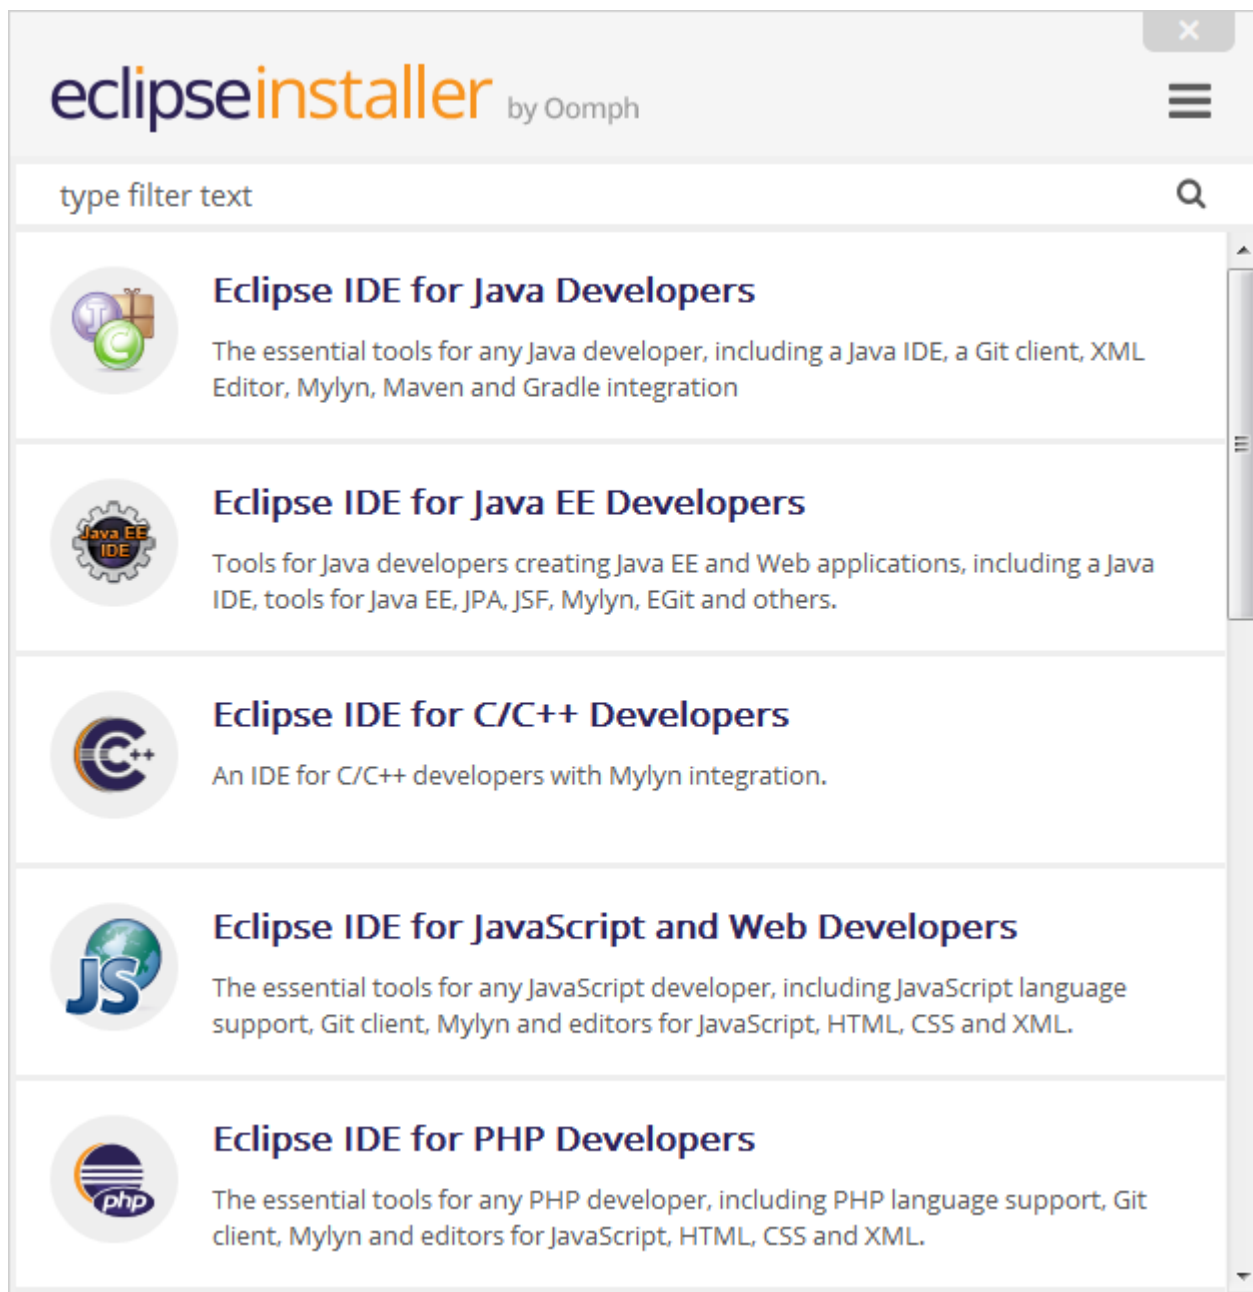 eclipseinstaller by Oomph
type filter text
Eclipse IDE for Java Developers
The essential tools for any Java developer, including a Java IDE, a Git client, XML
Editor, Mylyn, Maven and Gradle integration
J
C
Eclipse IDE for Java EE Developers
Tools for Java developers creating Java EE and Web applications, including a Java
IDE, tools for Java EE, JPA, JSF, Mylyn, EGit and others.
Java EE
IDE
Eclipse IDE for C/C++ Developers
An IDE for C/C++ developers with Mylyn integration.
C++
Eclipse IDE for JavaScript and Web Developers
The essential tools for any JavaScript developer, including JavaScript language
support, Git client, Mylyn and editors for JavaScript, HTML, CSS and XML.
JS
Eclipse IDE for PHP Developers
The essential tools for any PHP developer, including PHP language support, Git
client, Mylyn and editors for JavaScript, HTML, CSS and XML.
php